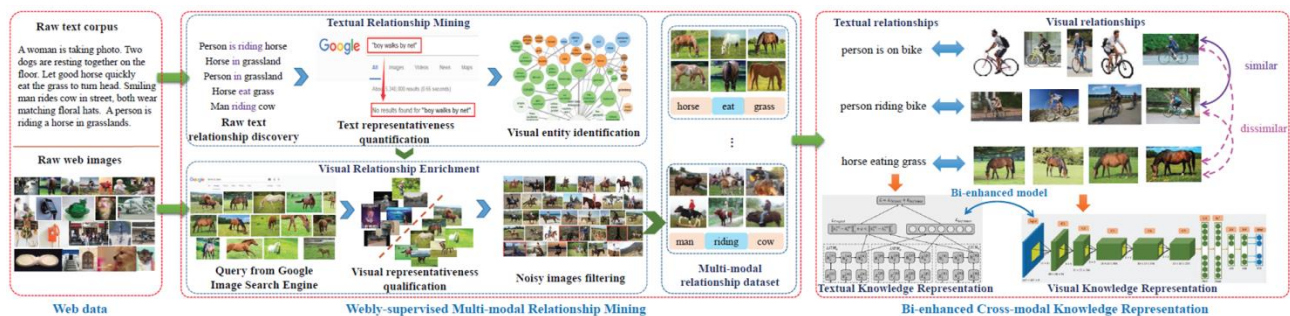 Raw text corpus
A woman is taking photo. Two
dogs are resting together on the
floor. Let good horse quickly
eat the grass to turn head. Smiling
man rides cow in street, both wear
matching floral hats. A person is
riding a horse in grasslands.
Raw web images
Web data
Textual Relationship Mining
Person is riding horse
Horse in grassland
Person in grassland
Horse eat grass
Man riding cow
Raw text
relationship discovery
Google
"boy walks by net"
All Images Videos News Maps
No results found for "boy walks by net"
Text representativeness
quantification
Visual entity identification
Visual Relationship Enrichment
Google
Query from Google
Image Search Engine
Visual representativeness
qualification
Noisy images filtering
horse eat grass
...
man riding cow
Multi-modal
relationship dataset
Webly-supervised Multi-modal Relationship Mining
Textual relationships
Visual relationships
person is on bike
person riding bike
horse eating grass
similar
dissimilar
Bi-enhanced model
Textual Knowledge Representation
Visual Knowledge Representation
Bi-enhanced Cross-modal Knowledge Representation